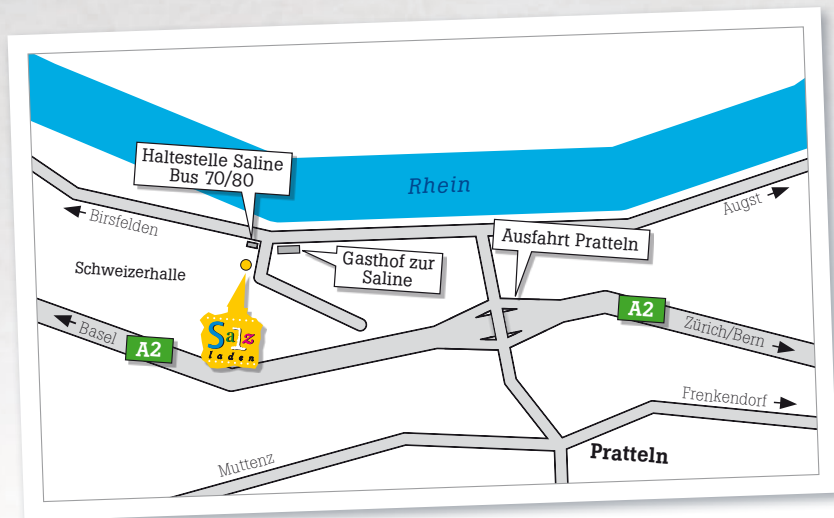 Haltestelle Saline
Bus 70/80
Rhein
Augst
Birsfelden
Ausfahrt Pratteln
Gasthof zur
Saline
Schweizerhalle
A2
Basel
A2
Zürich/Bern
Salz
laden
Frenkendorf
Pratteln
Muttenz